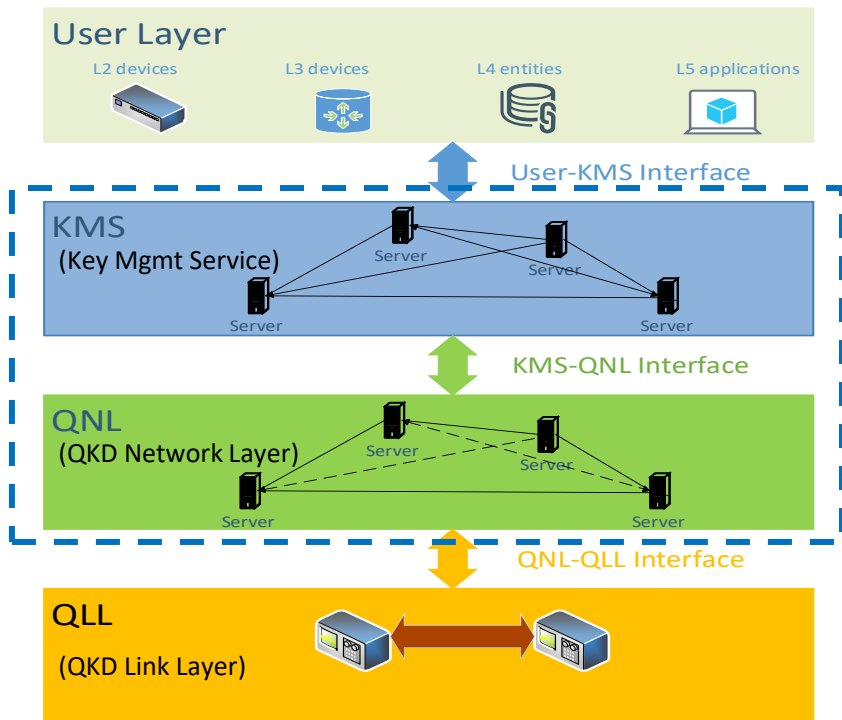 User Layer
L2 devices
L3 devices
L4 entities
L5 applications
User-KMS Interface
KMS
(Key Mgmt Service)
Server
Server
Server
Server
KMS-QNL Interface
QNL
(QKD Network Layer)
Server
Server
Server
Server
QNL-QLL Interface
QLL
(QKD Link Layer)